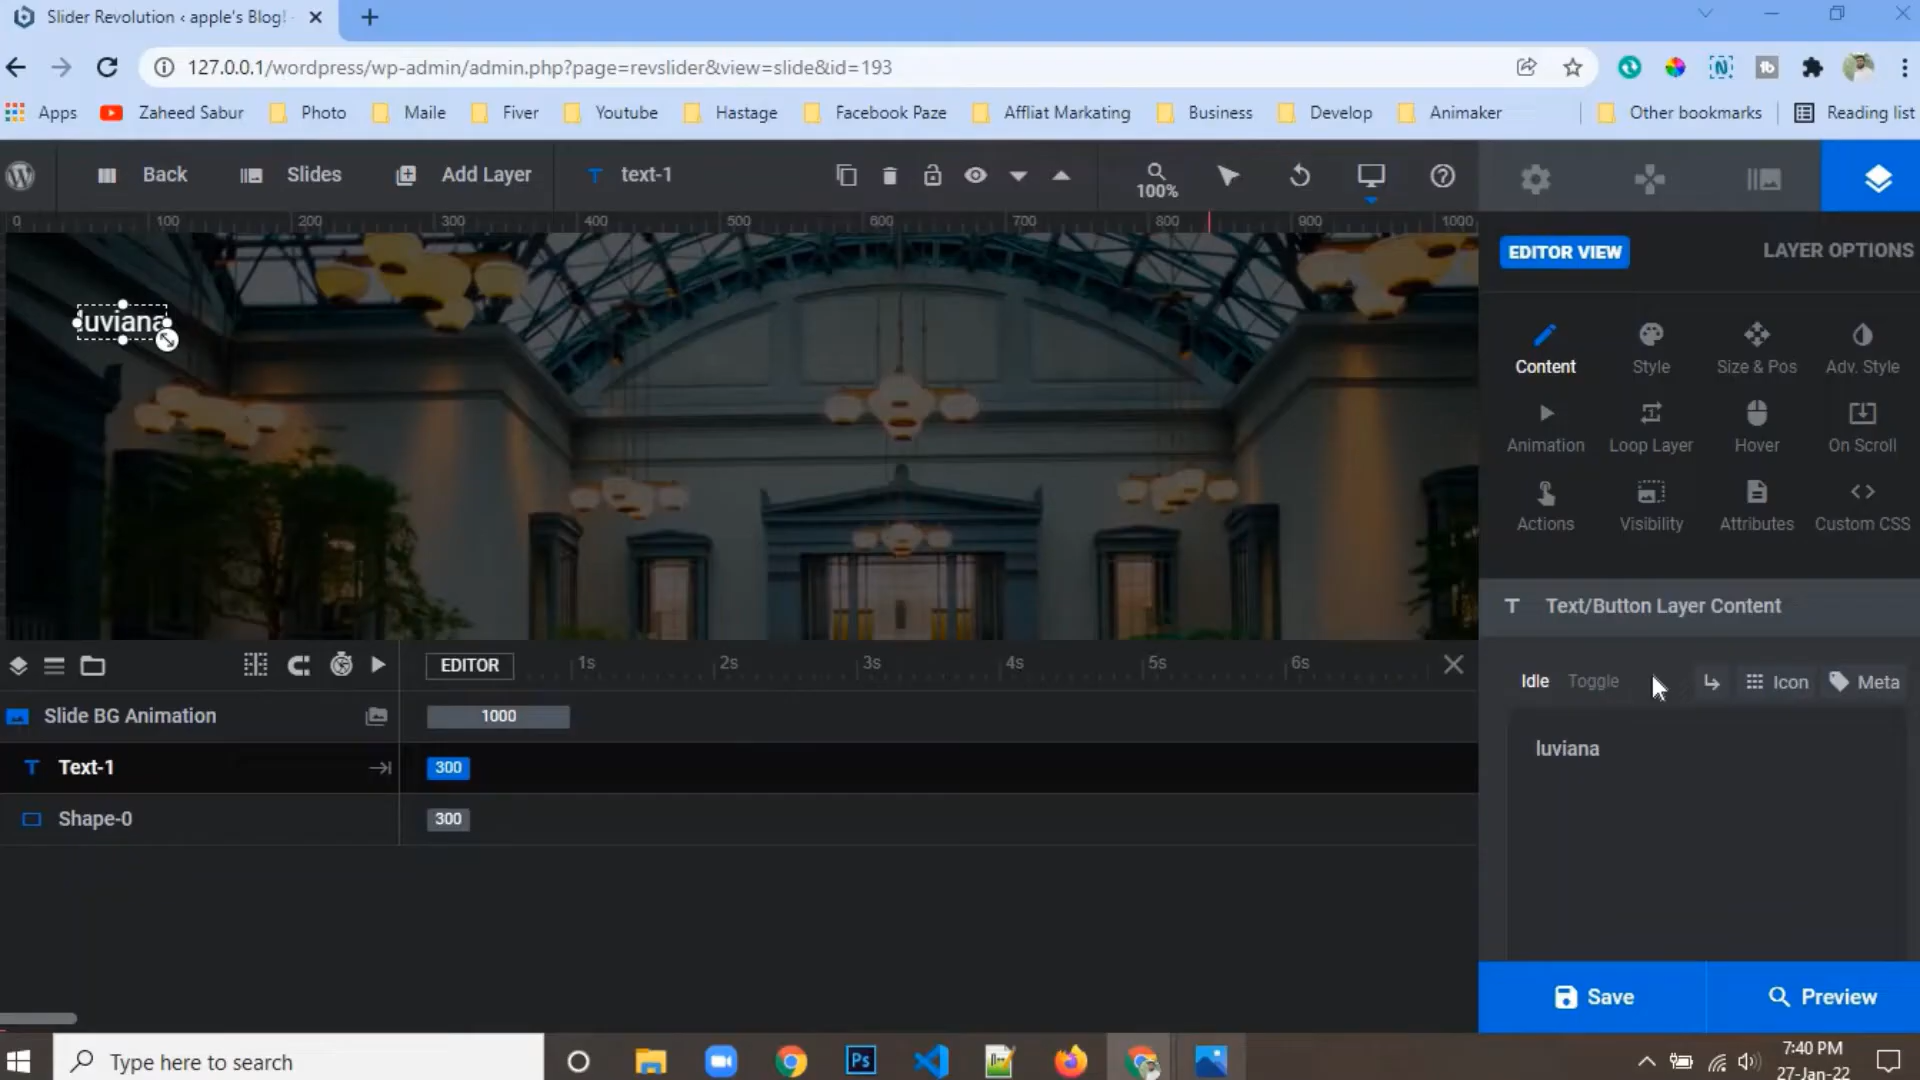 Slider Revolution ‹ apple's Blog!
127.0.0.1/wordpress/wp-admin/admin.php?page=revslider&view=slide&id=193
Apps Zaheed Sabur Photo Maile Fiver Youtube Hastage Facebook Paze Affliat Marketing Business Develop Animaker Other bookmarks Reading list
Back Slides Add Layer text-1 100%
0 100 200 300 400 500 600 700 800 900 1000
EDITOR VIEW LAYER OPTIONS
luviana
Content Style Size & Pos Adv. Style
Animation Loop Layer Hover On Scroll
Actions Visibility Attributes Custom CSS
Text/Button Layer Content
Idle Toggle Icon Meta
luviana
EDITOR 1s 2s 3s 4s 5s 6s
Slide BG Animation 1000
Text-1 300
Shape-0 300
Save Preview
Type here to search
Ps
7:40 PM
27-Jan-22